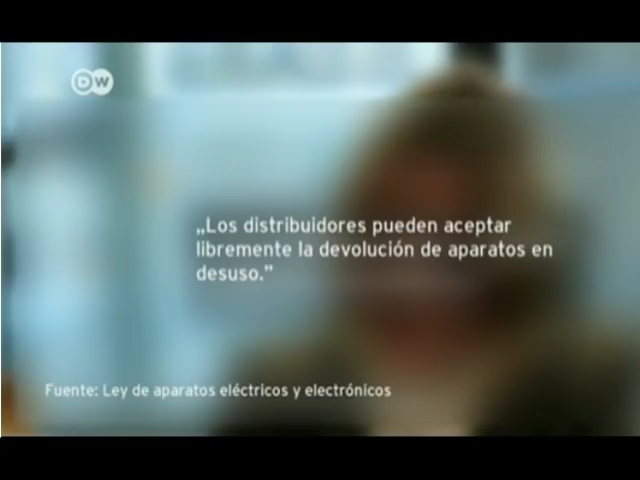 DW
„Los distribuidores pueden aceptar
libremente la devolución de aparatos en
desuso.”
Fuente: Ley de aparatos eléctricos y electrónicos